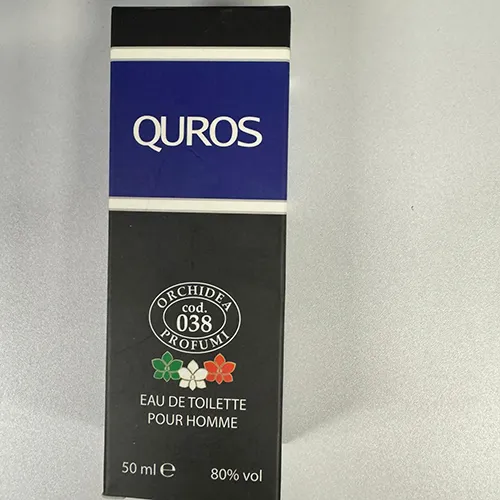 QUROS
ORCHIDEA
cod.
038
PROFUMI
EAU DE TOILETTE
POUR HOMME
50 ml ℮ 80% vol